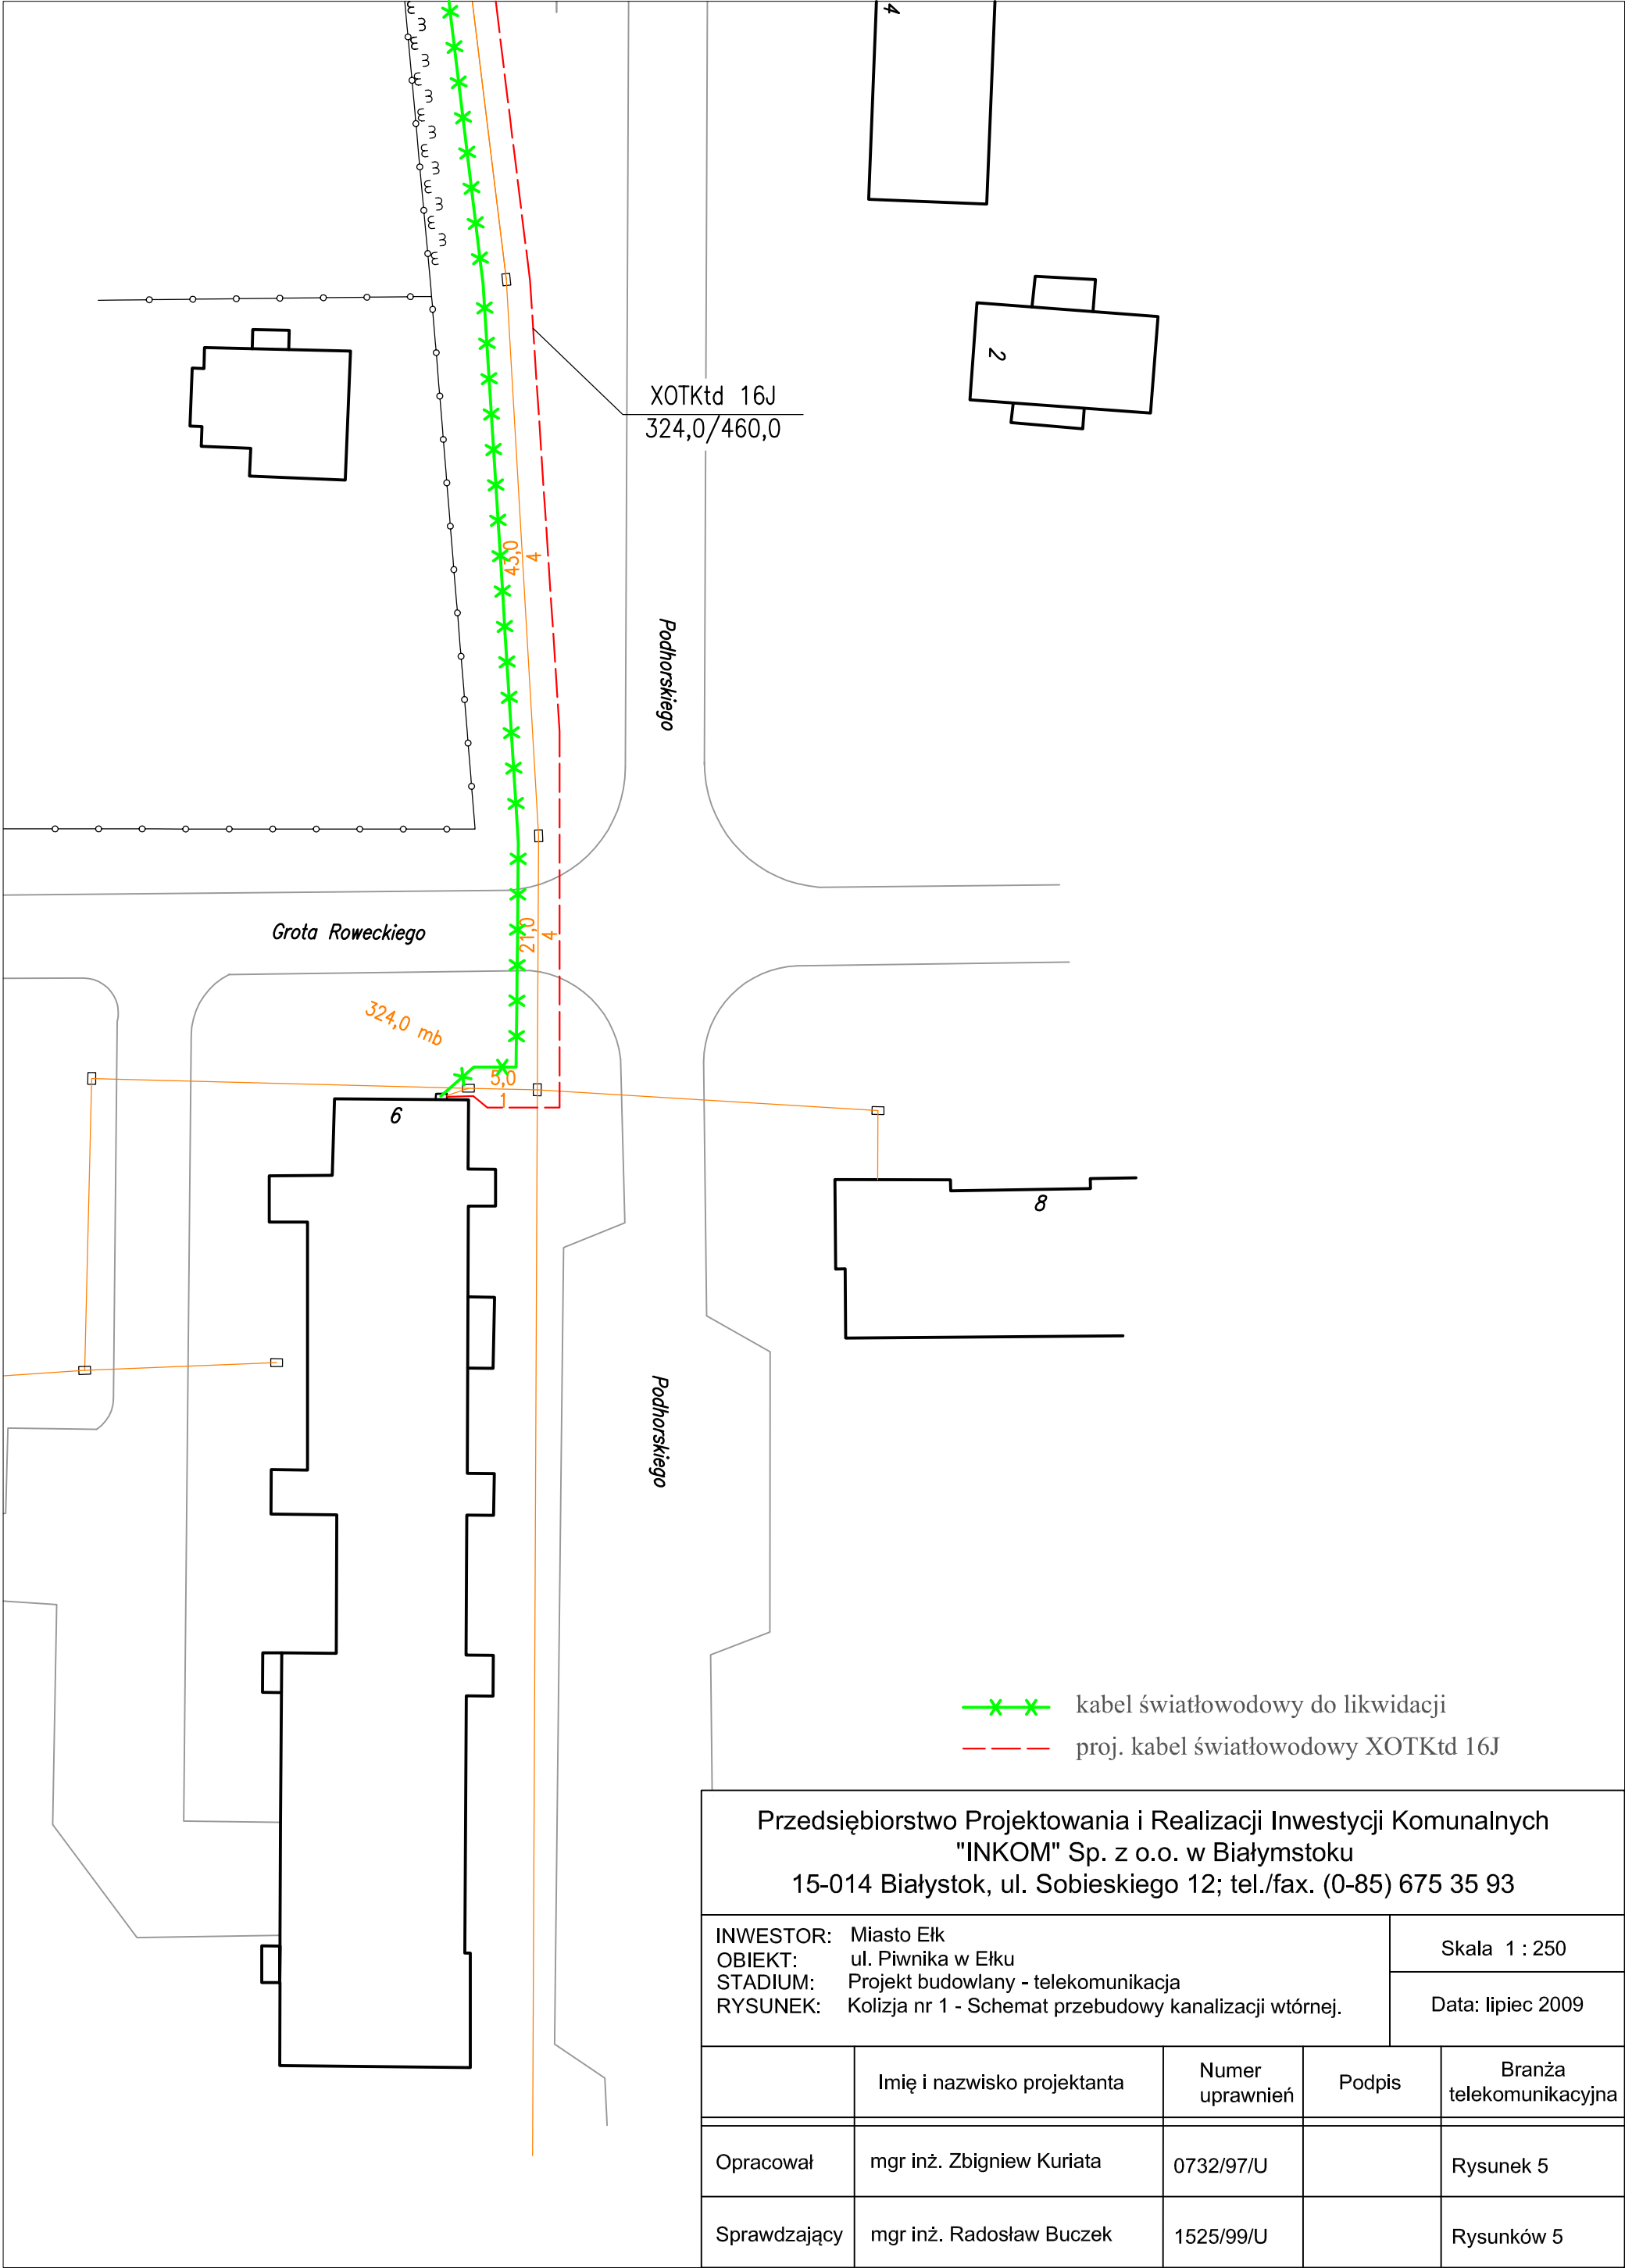 4
2
XOTKtd 16J
324,0/460,0
43,0
4
Podhorskiego
Grota Roweckiego
21,0
4
324,0 mb
5,0
1
6
8
Podhorskiego
kabel światłowodowy do likwidacji
proj. kabel światłowodowy XOTKtd 16J
Przedsiębiorstwo Projektowania i Realizacji Inwestycji Komunalnych
"INKOM" Sp. z o.o. w Białymstoku
15-014 Białystok, ul. Sobieskiego 12; tel./fax. (0-85) 675 35 93
INWESTOR: Miasto Ełk
OBIEKT: ul. Piwnika w Ełku
STADIUM: Projekt budowlany - telekomunikacja
RYSUNEK: Kolizja nr 1 - Schemat przebudowy kanalizacji wtórnej.
Skala 1 : 250
Data: lipiec 2009
Imię i nazwisko projektanta
Numer
uprawnień
Podpis
Branża
telekomunikacyjna
Opracował mgr inż. Zbigniew Kuriata 0732/97/U Rysunek 5
Sprawdzający mgr inż. Radosław Buczek 1525/99/U Rysunków 5